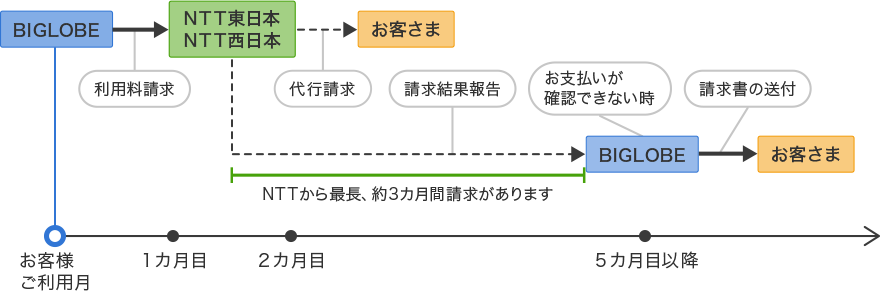 BIGLOBE
NTT東日本
NTT西日本
お客さま
利用料請求
代行請求
請求結果報告
お支払いが
確認できない時
請求書の送付
BIGLOBE
お客さま
NTTから最長、約3カ月間請求があります
お客様
ご利用月
1カ月目
2カ月目
5カ月目以降